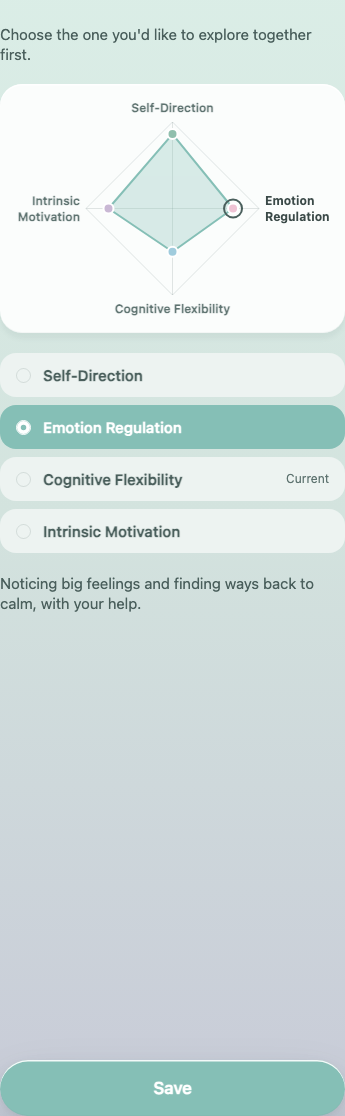 Choose the one you'd like to explore together
first.
Self-Direction
Intrinsic
Motivation
Emotion
Regulation
Cognitive Flexibility
Self-Direction
Emotion Regulation
Cognitive Flexibility Current
Intrinsic Motivation
Noticing big feelings and finding ways back to
calm, with your help.
Save